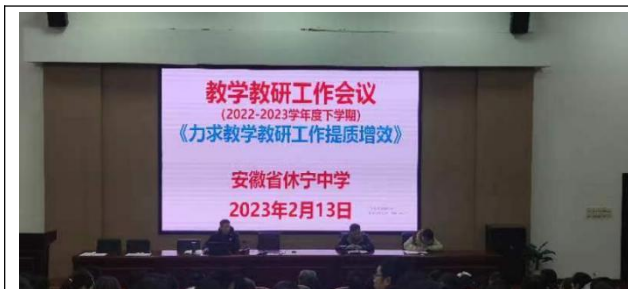 教学教研工作会议
(2022-2023学年度下学期)
《力求教学教研工作提质增效》
安徽省休宁中学
2023年2月13日